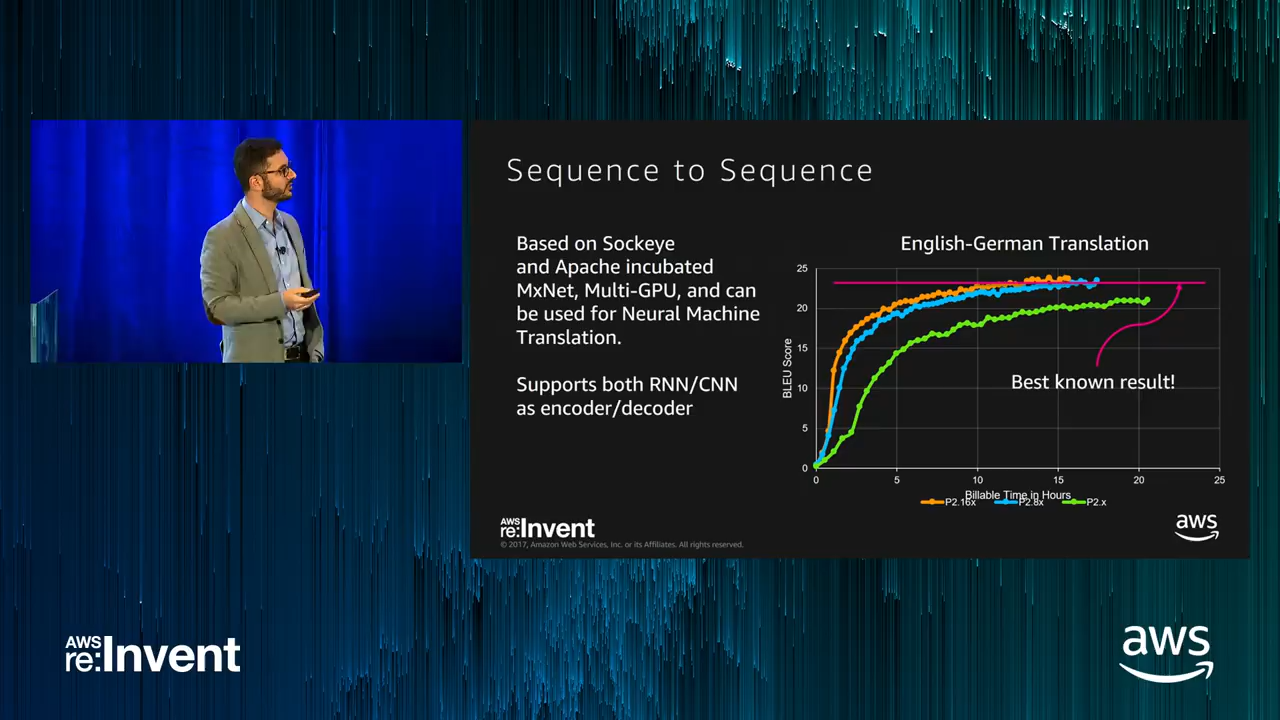 Sequence to Sequence
Based on Sockeye
and Apache incubated
MxNet, Multi-GPU, and can
be used for Neural Machine
Translation.
Supports both RNN/CNN
as encoder/decoder
English-German Translation
25
20
15
10
5
0
BLEU Score
Best known result!
0
5
10
15
20
25
Billable Time in Hours
P2.16x
P2.8x
P2.x
AWS
re:Invent
© 2017, Amazon Web Services, Inc. or its Affiliates. All rights reserved.
aws
AWS
re:Invent
aws